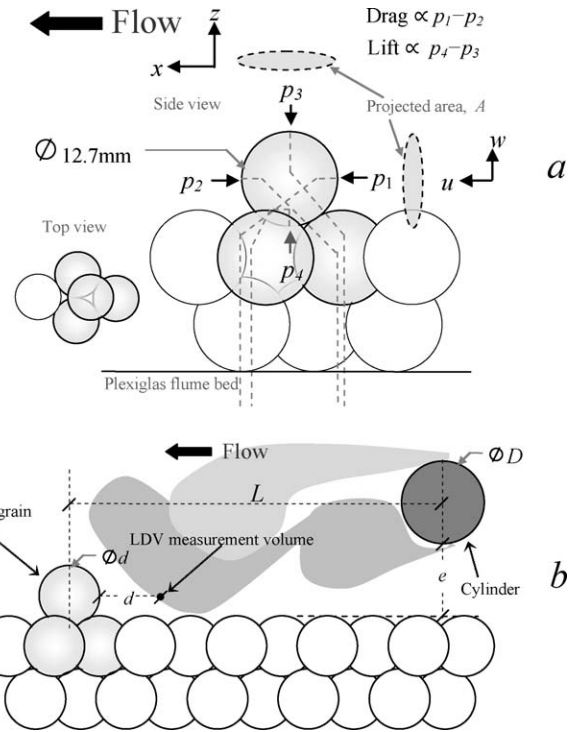 Flow
z
x
Drag ∝ p₁–p₂
Lift ∝ p₄–p₃
Side view
Projected area, A
p₃
Ø 12.7mm
p₂
p₁
w
u
a
Top view
p₄
Plexiglas flume bed
Flow
ØD
L
grain
Ød
LDV measurement volume
d
e
Cylinder
b